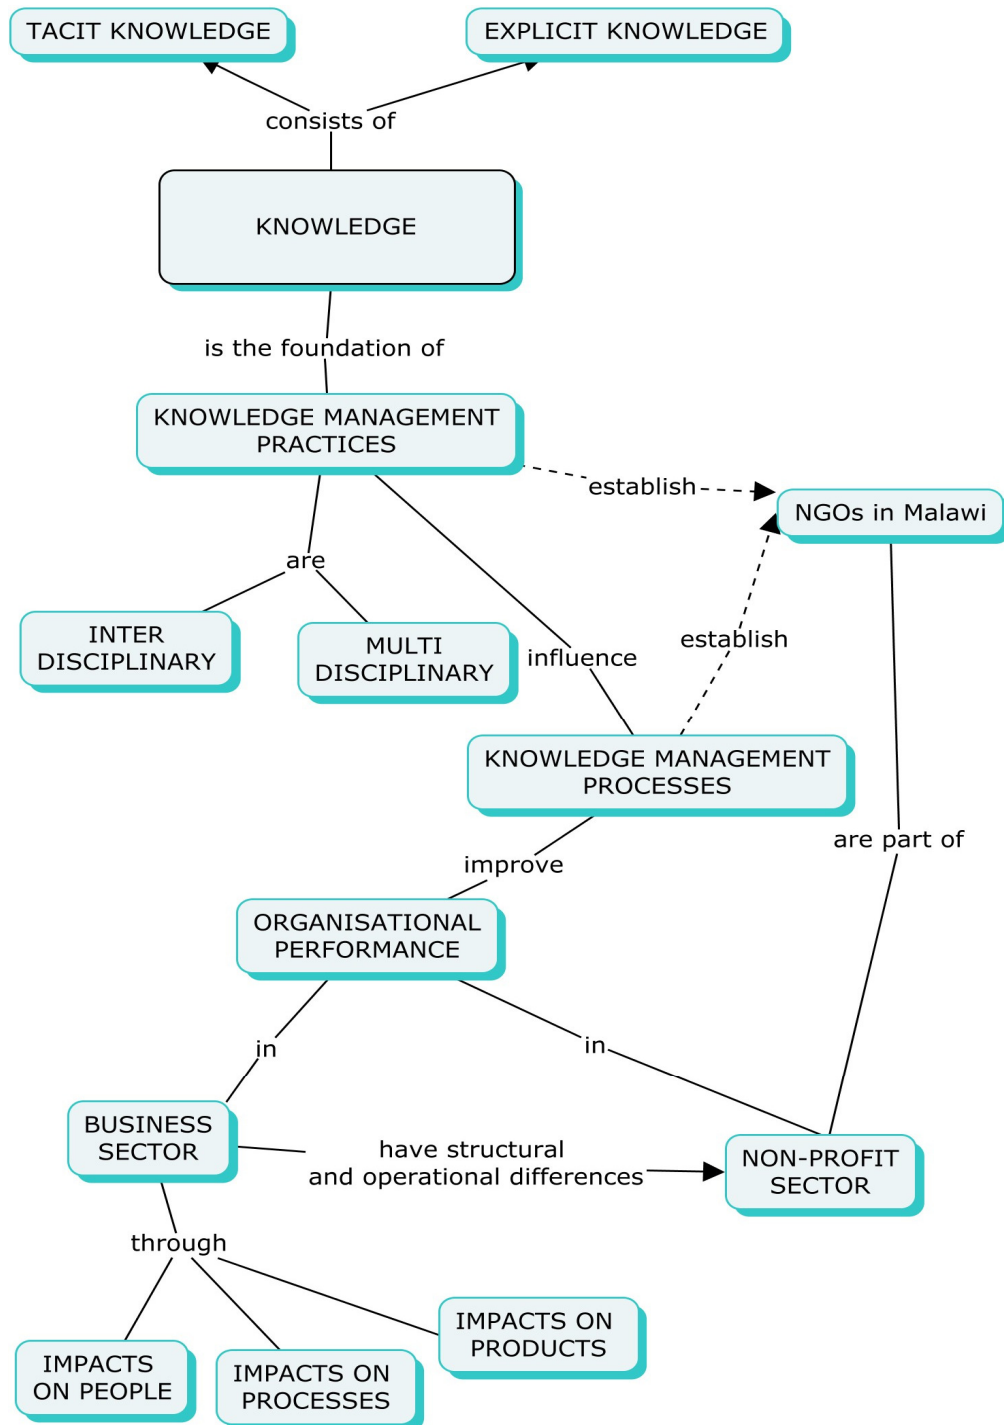 TACIT KNOWLEDGE
EXPLICIT KNOWLEDGE
consists of
KNOWLEDGE
is the foundation of
KNOWLEDGE MANAGEMENT
PRACTICES
establish
NGOs in Malawi
are
INTER
DISCIPLINARY
MULTI
DISCIPLINARY
influence
establish
KNOWLEDGE MANAGEMENT
PROCESSES
are part of
improve
ORGANISATIONAL
PERFORMANCE
in
in
BUSINESS
SECTOR
have structural
and operational differences
NON-PROFIT
SECTOR
through
IMPACTS
ON PEOPLE
IMPACTS ON
PROCESSES
IMPACTS ON
PRODUCTS